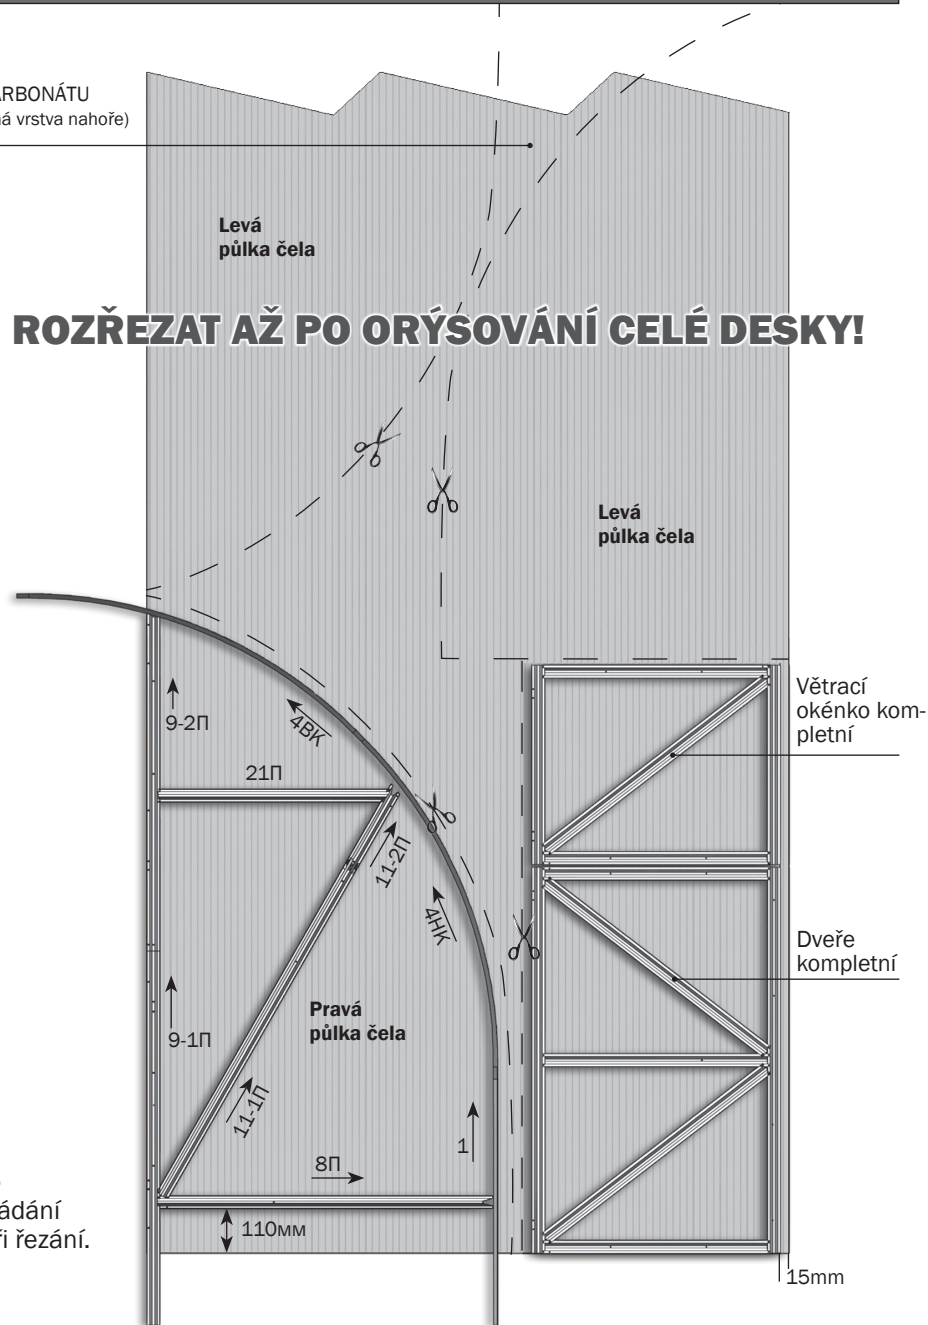 ARBONÁTU
á vrstva nahoře)
Levá
půlka čela
ROZŘEZAT AŽ PO ORÝSOVÁNÍ CELÉ DESKY!
Levá
půlka čela
Větrací
okénko kom-
pletní
9-2П
4ВК
21П
11-2П
4НК
Dveře
kompletní
Pravá
půlka čela
9-1П
11-1П
1
8П
ádání
ři řezání.
110мм
15mm